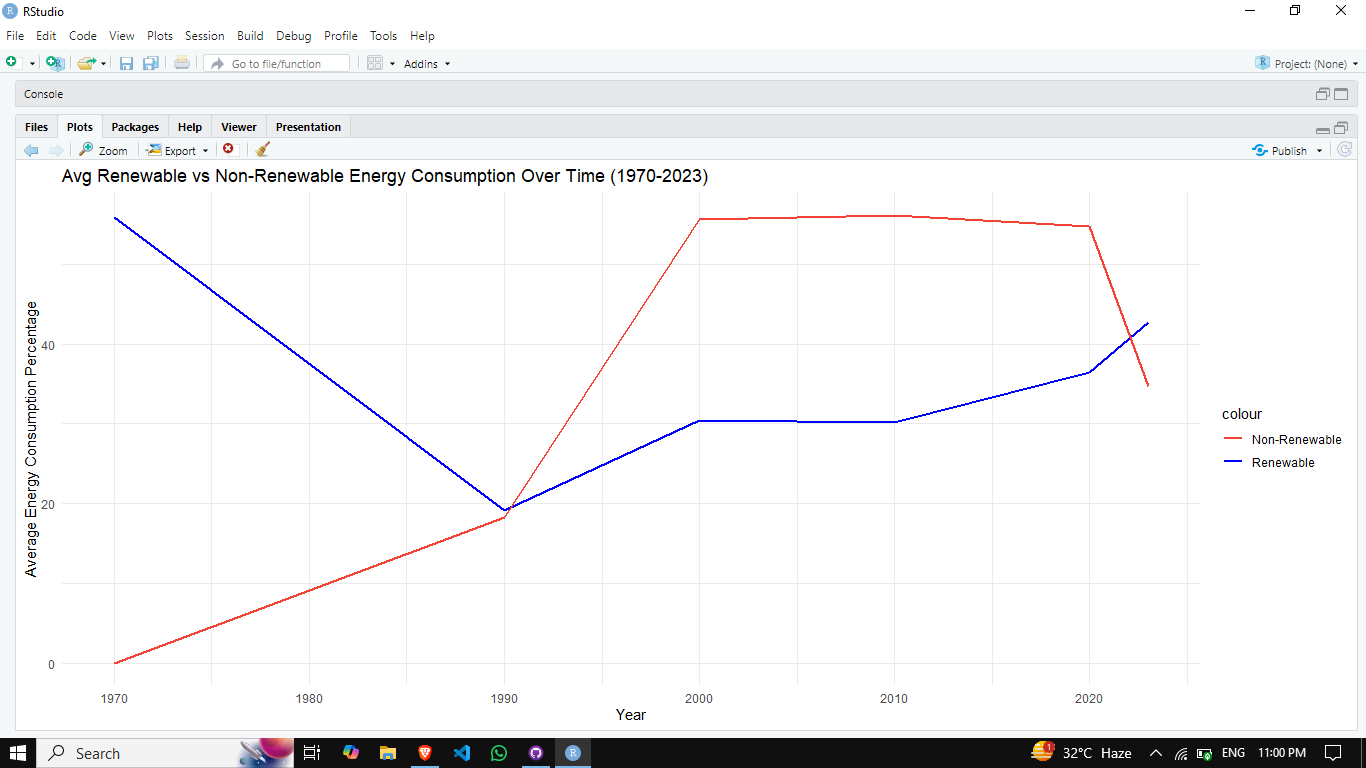 RStudio
File Edit Code View Plots Session Build Debug Profile Tools Help
Go to file/function Addins Project: (None)
Console
Files Plots Packages Help Viewer Presentation
Zoom Export Publish
Avg Renewable vs Non-Renewable Energy Consumption Over Time (1970-2023)
Average Energy Consumption Percentage
40
20
0
colour
Non-Renewable
Renewable
1970 1980 1990 2000 2010 2020
Year
Search 1 32°C Haze ENG 11:00 PM